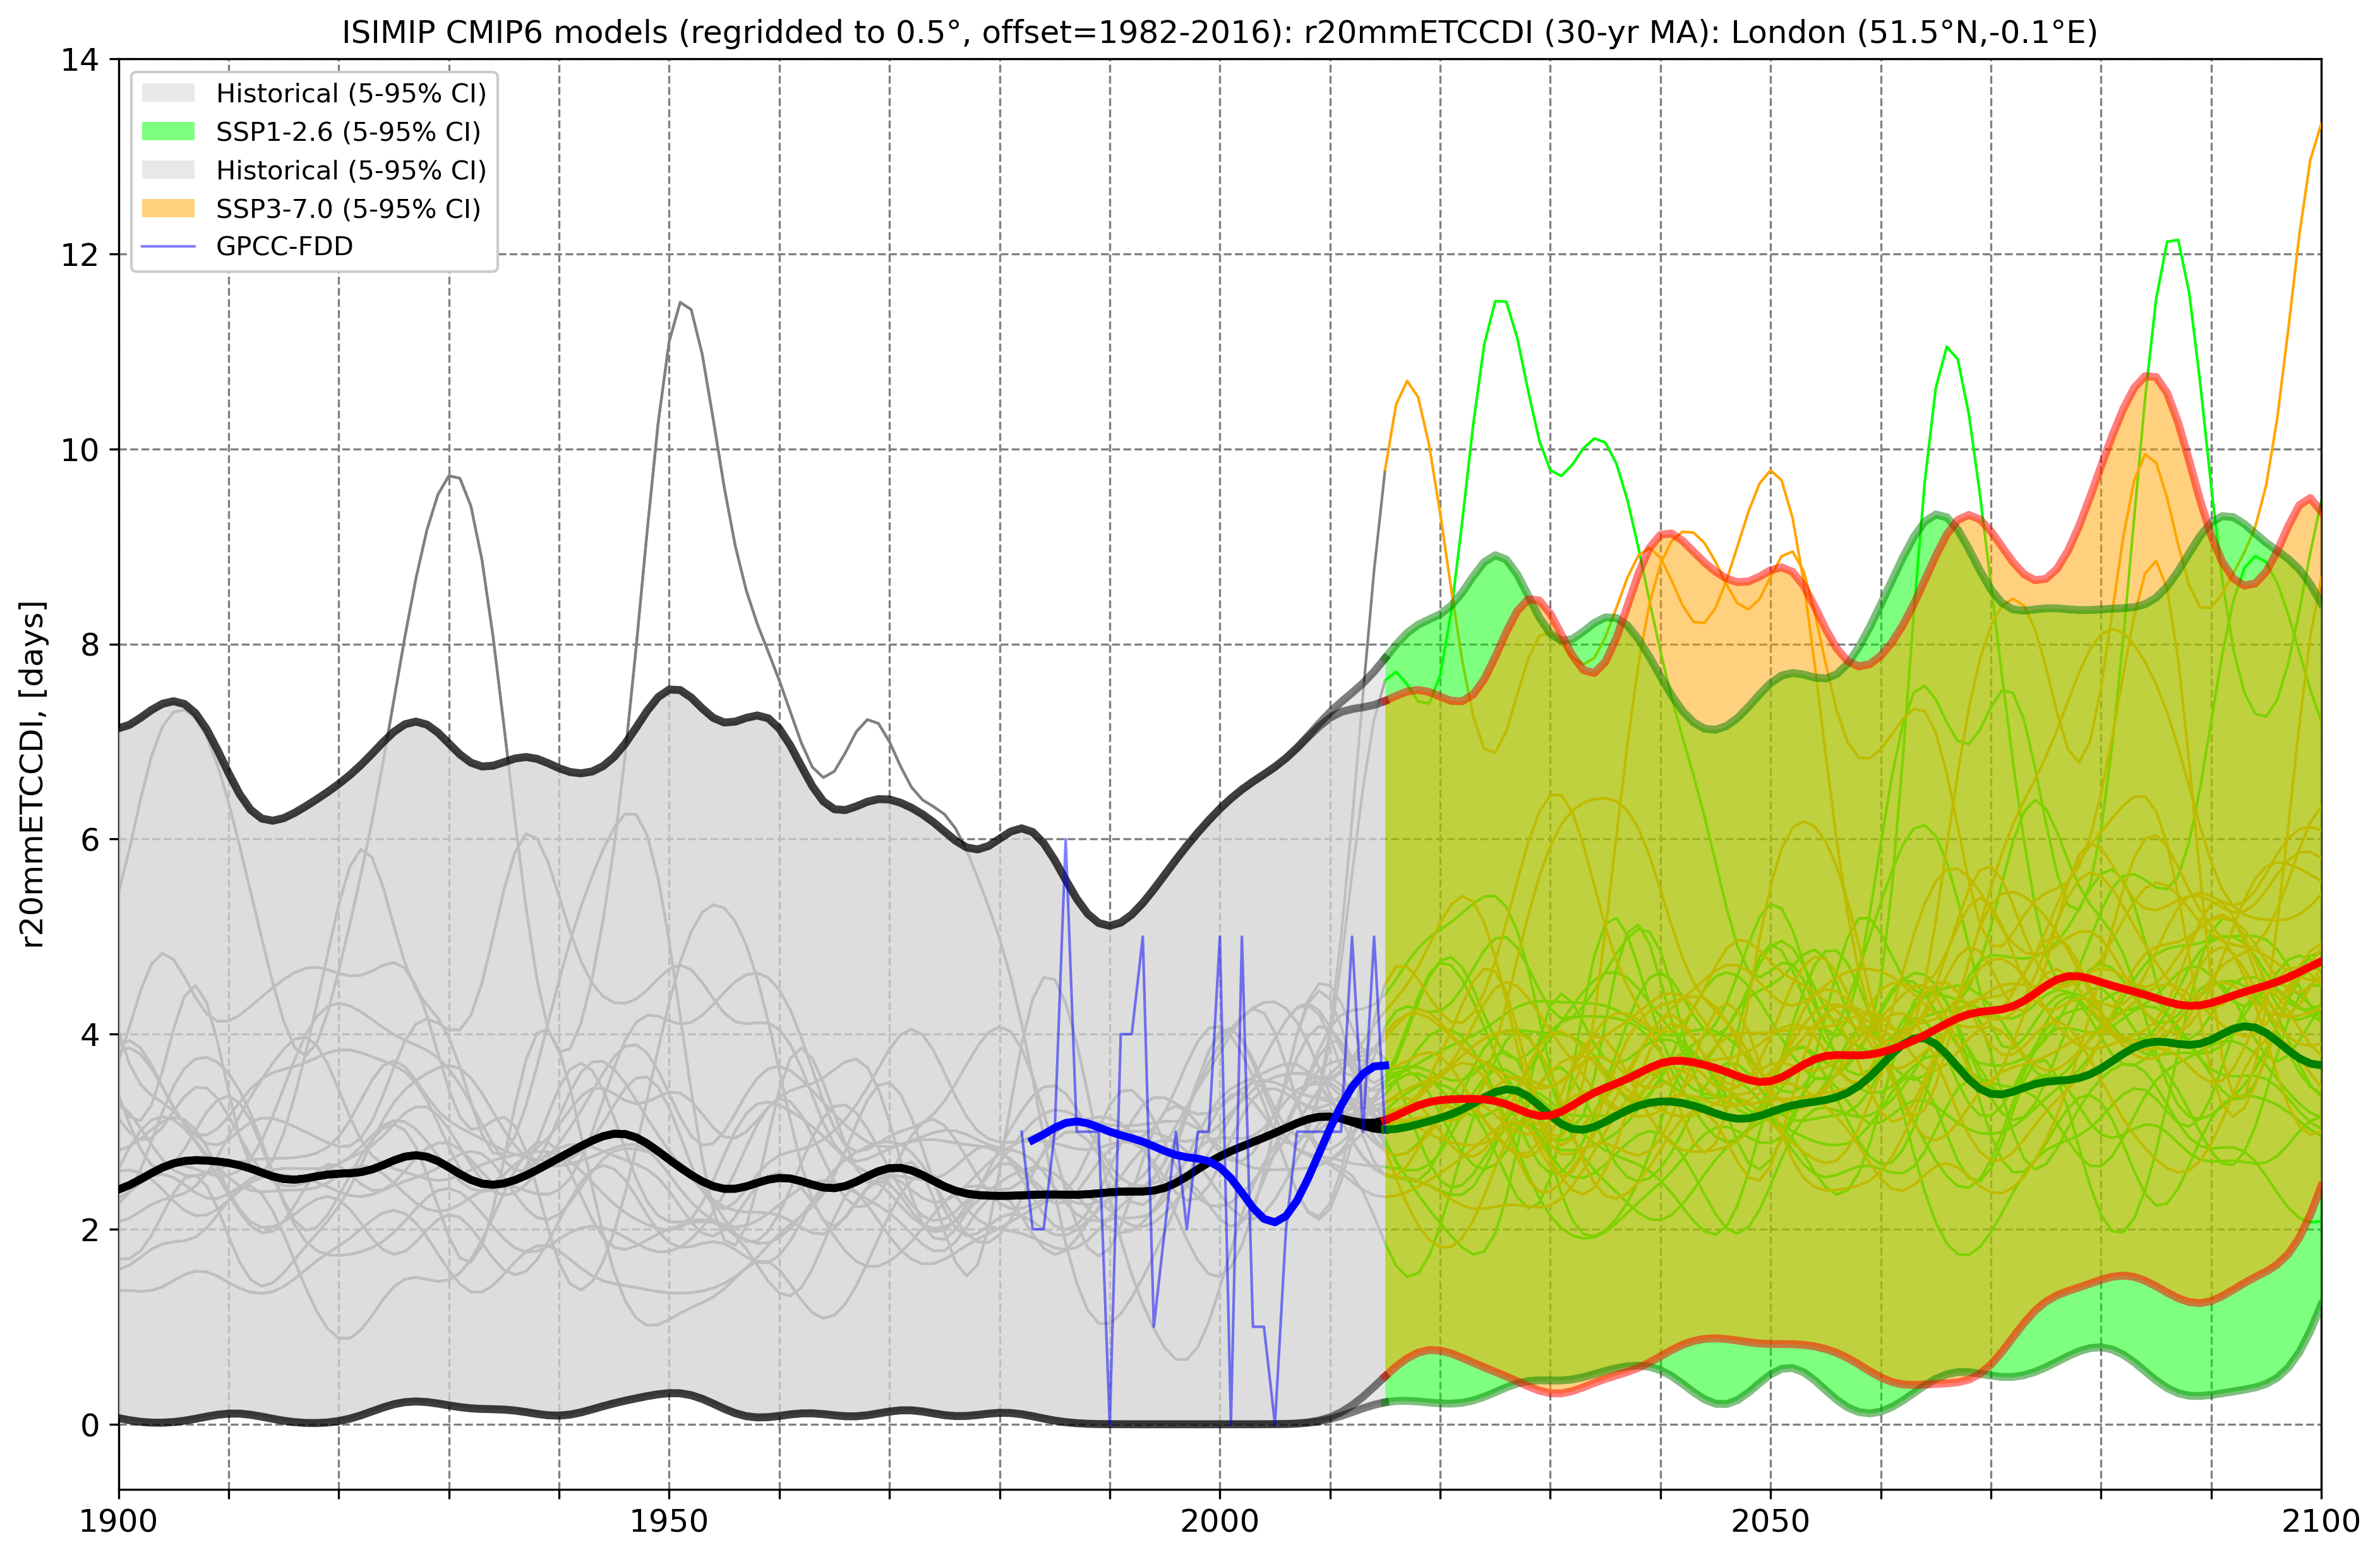 ISIMIP CMIP6 models (regridded to 0.5°, offset=1982-2016): r20mmETCCDI (30-yr MA): London (51.5°N,-0.1°E)
14
12
10
8
6
4
2
0
r20mmETCCDI, [days]
Historical (5-95% CI)
SSP1-2.6 (5-95% CI)
Historical (5-95% CI)
SSP3-7.0 (5-95% CI)
GPCC-FDD
1900 1950 2000 2050 2100